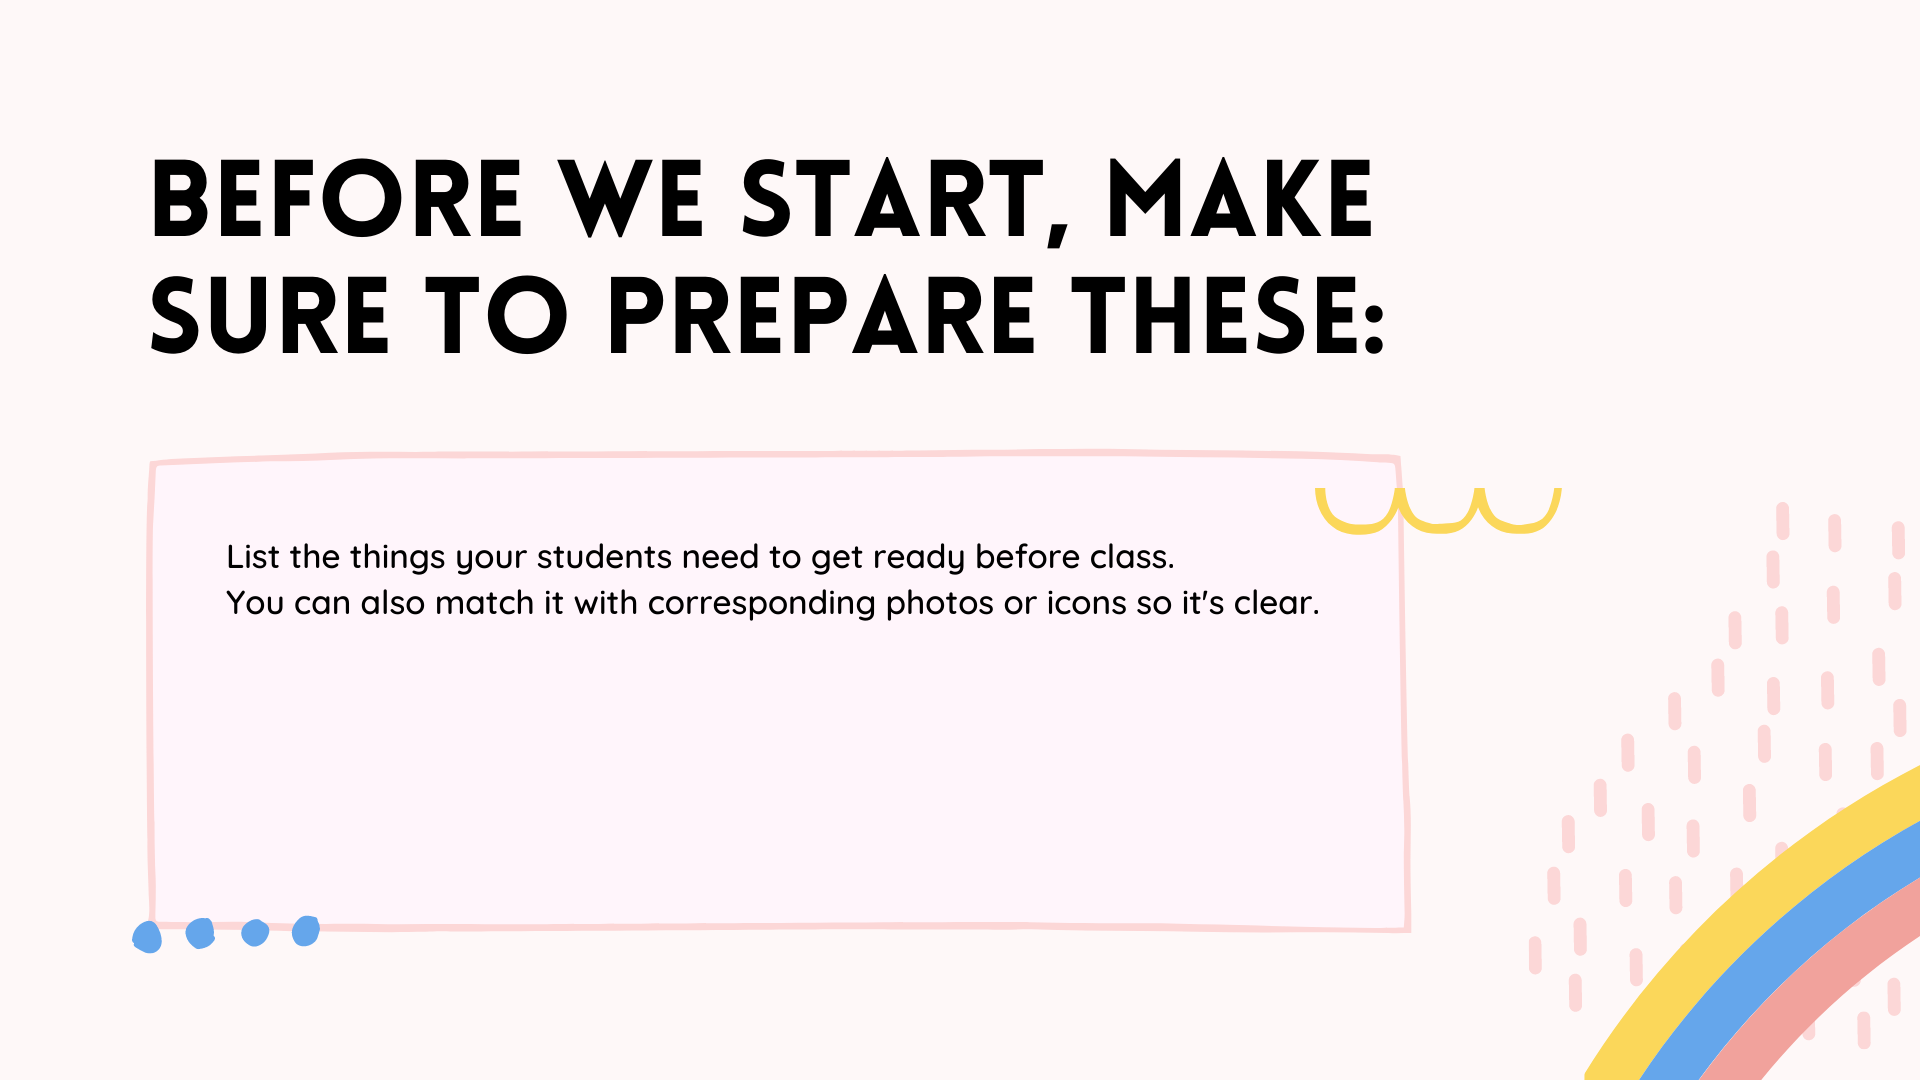 BEFORE WE START, MAKE
SURE TO PREPARE THESE:
List the things your students need to get ready before class.
You can also match it with corresponding photos or icons so it's clear.